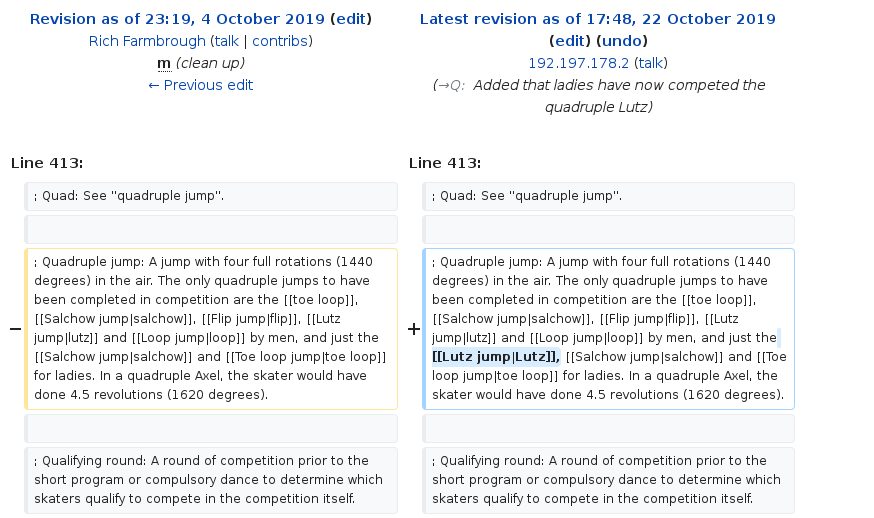 Revision as of 23:19, 4 October 2019 (edit)
Rich Farmbrough (talk | contribs)
m (clean up)
← Previous edit
Latest revision as of 17:48, 22 October 2019
(edit) (undo)
192.197.178.2 (talk)
(→Q: Added that ladies have now competed the
quadruple Lutz)
Line 413:
; Quad: See "quadruple jump".
− ; Quadruple jump: A jump with four full rotations (1440
degrees) in the air. The only quadruple jumps to have
been completed in competition are the [[toe loop]],
[[Salchow jump|salchow]], [[Flip jump|flip]], [[Lutz
jump|lutz]] and [[Loop jump|loop]] by men, and just the
[[Salchow jump|salchow]] and [[Toe loop jump|toe loop]]
for ladies. In a quadruple Axel, the skater would have
done 4.5 revolutions (1620 degrees).
; Qualifying round: A round of competition prior to the
short program or compulsory dance to determine which
skaters qualify to compete in the competition itself.
Line 413:
; Quad: See "quadruple jump".
+ ; Quadruple jump: A jump with four full rotations (1440
degrees) in the air. The only quadruple jumps to have
been completed in competition are the [[toe loop]],
[[Salchow jump|salchow]], [[Flip jump|flip]], [[Lutz
jump|lutz]] and [[Loop jump|loop]] by men, and just the
[[Lutz jump|Lutz]], [[Salchow jump|salchow]] and [[Toe
loop jump|toe loop]] for ladies. In a quadruple Axel, the
skater would have done 4.5 revolutions (1620 degrees).
; Qualifying round: A round of competition prior to the
short program or compulsory dance to determine which
skaters qualify to compete in the competition itself.